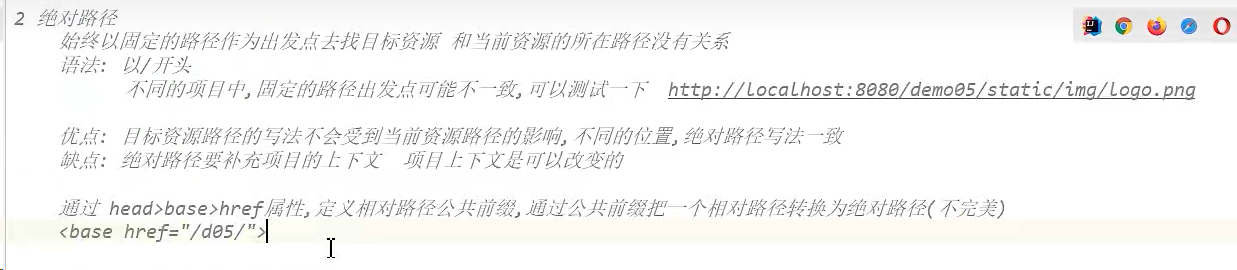 2 绝对路径
始终以固定的路径作为出发点去找目标资源 和当前资源的所在路径没有关系
语法: 以/开头
不同的项目中,固定的路径出发点可能不一致,可以测试一下 http://localhost:8080/demo05/static/img/logo.png
优点: 目标资源路径的写法不会受到当前资源路径的影响,不同的位置,绝对路径写法一致
缺点: 绝对路径要补充项目的上下文 项目上下文是可以改变的
通过 head>base>href属性,定义相对路径公共前缀,通过公共前缀把一个相对路径转换为绝对路径(不完美)
<base href="/d05/">